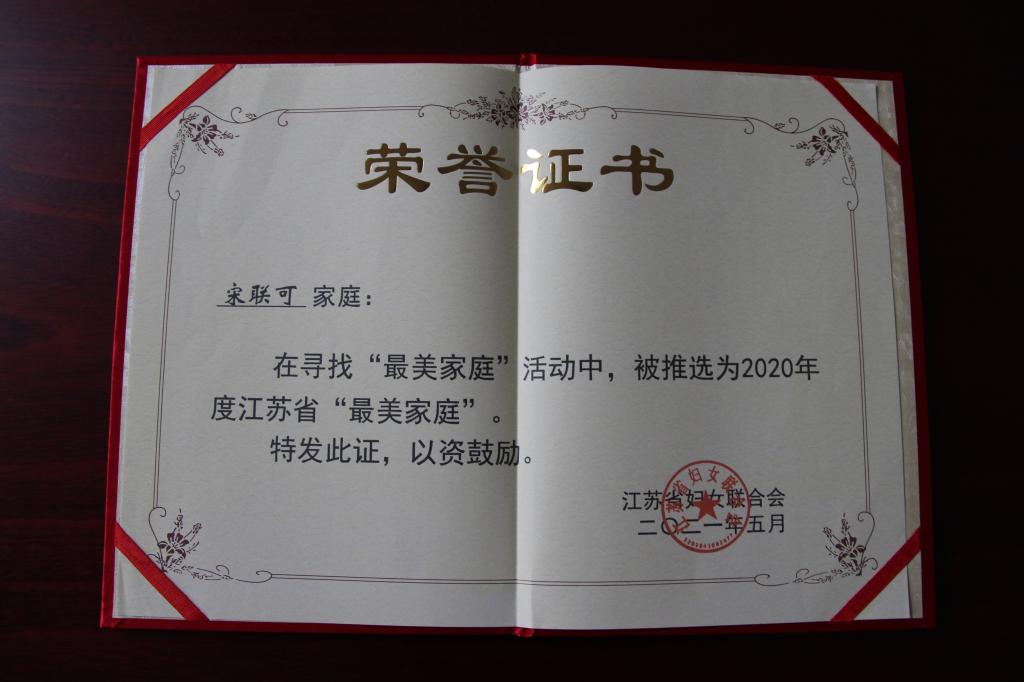 荣誉证书
宋联可 家庭：
在寻找“最美家庭”活动中，被推选为2020年
度江苏省“最美家庭”。
特发此证，以资鼓励。
江苏省妇女联合会
二〇二一年五月